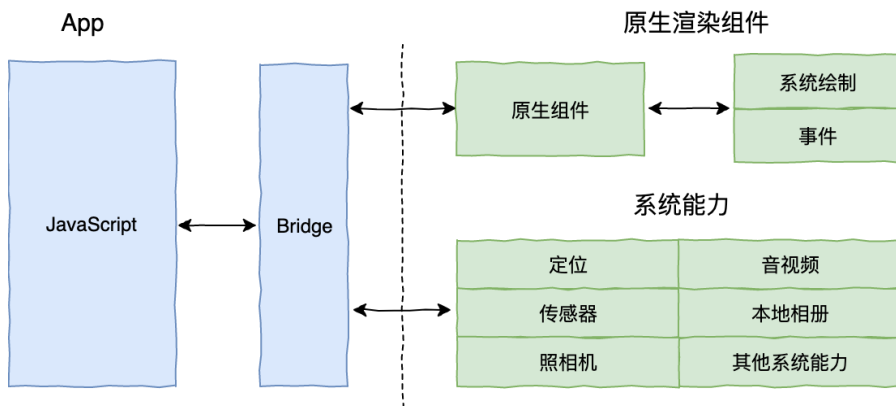 App
原生渲染组件
JavaScript
Bridge
原生组件
系统绘制
事件
系统能力
定位
音视频
传感器
本地相册
照相机
其他系统能力